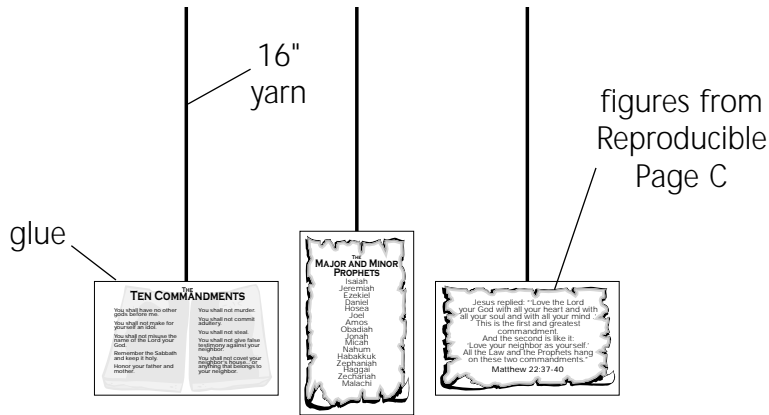 16"
yarn
figures from
Reproducible
Page C
glue
The
Ten Commandments
You shall have no other
gods before me.
You shall not make for
yourself an idol.
You shall not misuse the
name of the Lord your
God.
Remember the Sabbath
and keep it holy.
Honor your father and
mother.
You shall not murder.
You shall not commit
adultery.
You shall not steal.
You shall not give false
testimony against your
neighbor.
You shall not covet your
neighbor's house...or
anything that belongs to
your neighbor.
The
Major and Minor
Prophets
Isaiah
Jeremiah
Ezekiel
Daniel
Hosea
Joel
Amos
Obadiah
Jonah
Micah
Nahum
Habakkuk
Zephaniah
Haggai
Zechariah
Malachi
Jesus replied: "'Love the Lord
your God with all your heart and with
all your soul and with all your mind.'
This is the first and greatest
commandment.
And the second is like it:
'Love your neighbor as yourself.'
All the Law and the Prophets hang
on these two commandments."
Matthew 22:37-40